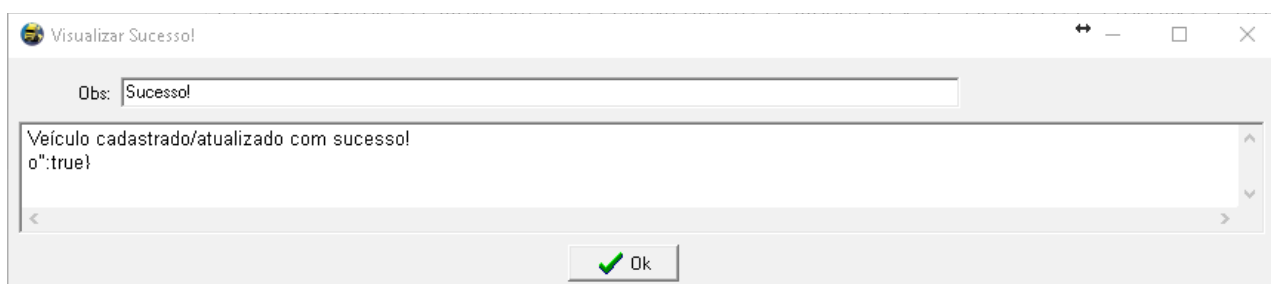 Visualizar Sucesso!
Obs: Sucesso!
Veículo cadastrado/atualizado com sucesso!
o":true}
Ok